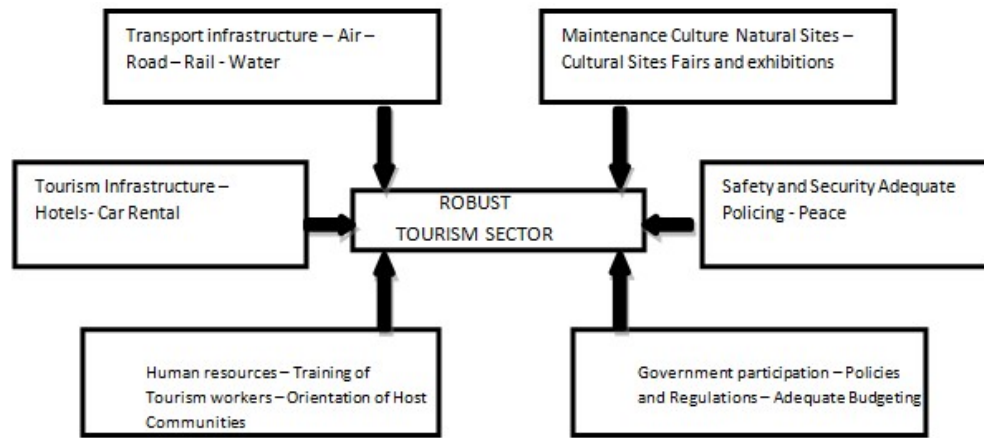 Transport infrastructure – Air –
Road – Rail - Water
Maintenance Culture Natural Sites –
Cultural Sites Fairs and exhibitions
Tourism Infrastructure –
Hotels- Car Rental
ROBUST
TOURISM SECTOR
Safety and Security Adequate
Policing - Peace
Human resources – Training of
Tourism workers – Orientation of Host
Communities
Government participation – Policies
and Regulations – Adequate Budgeting